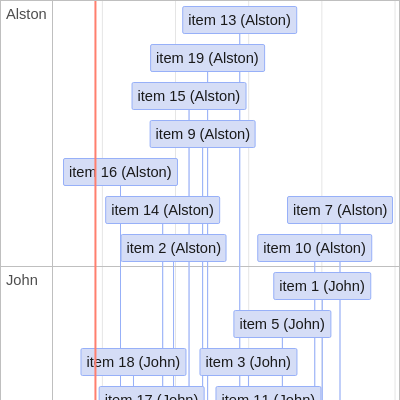 Alston
item 13 (Alston)
item 19 (Alston)
item 15 (Alston)
item 9 (Alston)
item 16 (Alston)
item 14 (Alston)
item 7 (Alston)
item 2 (Alston)
item 10 (Alston)
John
item 1 (John)
item 5 (John)
item 18 (John)
item 3 (John)
item 17 (John)
item 11 (John)